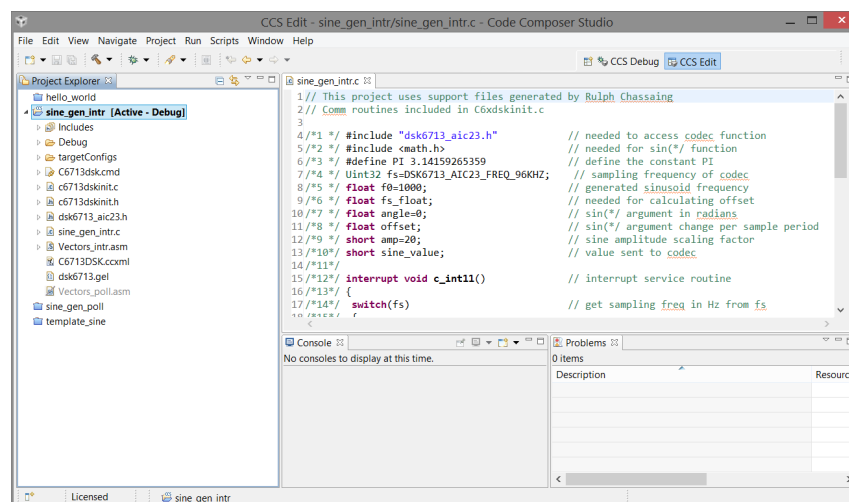 CCS Edit - sine_gen_intr/sine_gen_intr.c - Code Composer Studio
File Edit View Navigate Project Run Scripts Window Help
CCS Debug CCS Edit
Project Explorer
hello_world
sine_gen_intr [Active - Debug]
Includes
Debug
targetConfigs
C6713dsk.cmd
c6713dskinit.c
c6713dskinit.h
dsk6713_aic23.h
sine_gen_intr.c
Vectors_intr.asm
C6713DSK.ccxml
dsk6713.gel
Vectors_poll.asm
sine_gen_poll
template_sine
sine_gen_intr.c
1 // This project uses support files generated by Rulph Chassaing
2 // Comm routines included in C6xdskinit.c
3
4 /*1 */ #include "dsk6713_aic23.h" // needed to access codec function
5 /*2 */ #include <math.h> // needed for sin(*/ function
6 /*3 */ #define PI 3.14159265359 // define the constant PI
7 /*4 */ Uint32 fs=DSK6713_AIC23_FREQ_96KHZ; // sampling frequency of codec
8 /*5 */ float f0=1000; // generated sinusoid frequency
9 /*6 */ float fs_float; // needed for calculating offset
10 /*7 */ float angle=0; // sin(*/ argument in radians
11 /*8 */ float offset; // sin(*/ argument change per sample period
12 /*9 */ short amp=20; // sine amplitude scaling factor
13 /*10*/ short sine_value; // value sent to codec
14 /*11*/
15 /*12*/ interrupt void c_int11() // interrupt service routine
16 /*13*/ {
17 /*14*/ switch(fs) // get sampling freq in Hz from fs
18 /*15*/ {
Console
No consoles to display at this time.
Problems
0 items
Description Resourc
Licensed sine_gen_intr